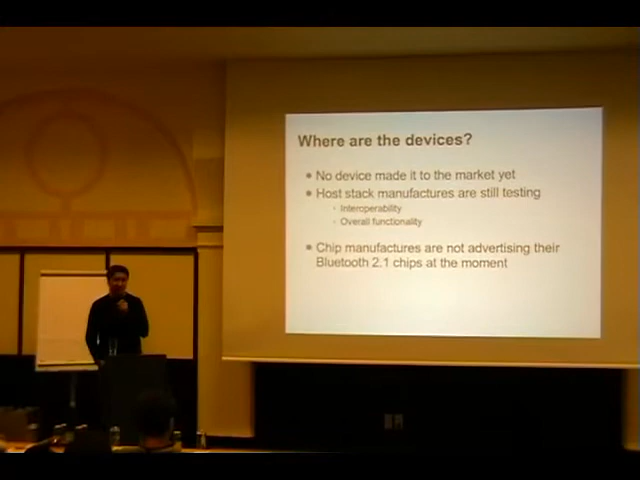 Where are the devices?
• No device made it to the market yet
• Host stack manufactures are still testing
• Interoperability
• Overall functionality
• Chip manufactures are not advertising their
Bluetooth 2.1 chips at the moment